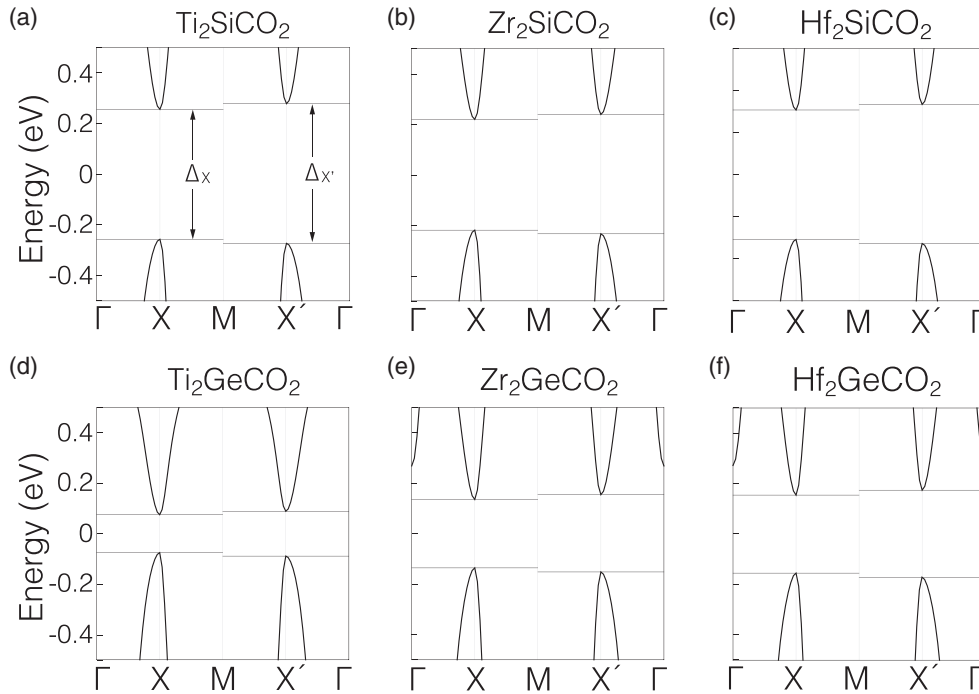 (a) Ti₂SiCO₂
(b) Zr₂SiCO₂
(c) Hf₂SiCO₂
Energy (eV)
0.4
0.2
0
-0.2
-0.4
ΔX
ΔX'
Γ X M X′ Γ
Γ X M X′ Γ
Γ X M X′ Γ
(d) Ti₂GeCO₂
(e) Zr₂GeCO₂
(f) Hf₂GeCO₂
Energy (eV)
0.4
0.2
0
-0.2
-0.4
Γ X M X′ Γ
Γ X M X′ Γ
Γ X M X′ Γ